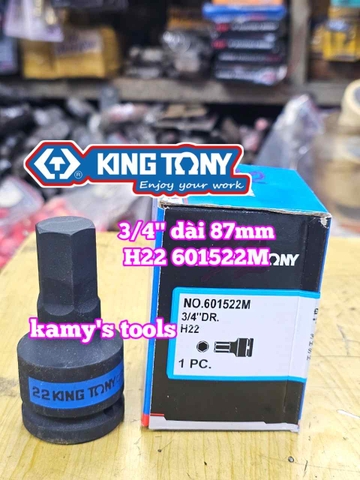 KING TONY
Enjoy your work
3/4" dài 87mm
H22 601522M
TONY
NO.601522M
3/4"DR.
H22
1 PC.
kamy's tools
22 KING TONY